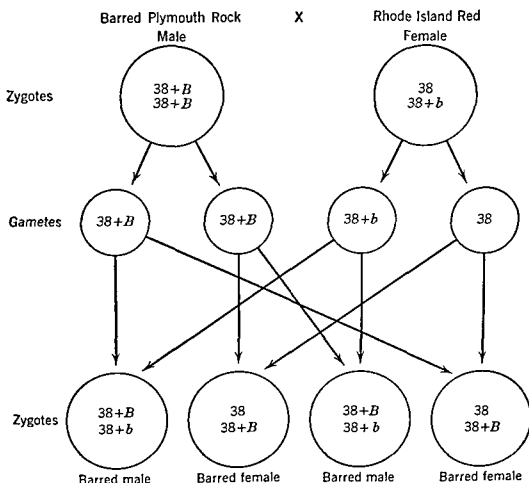 Barred Plymouth Rock X Rhode Island Red
Male Female
Zygotes
38+B 38
38+B 38+b
Gametes 38+B 38+B 38+b 38
Zygotes
38+B 38 38+B 38
38+b 38+B 38+b 38+B
Barred male Barred female Barred male Barred female